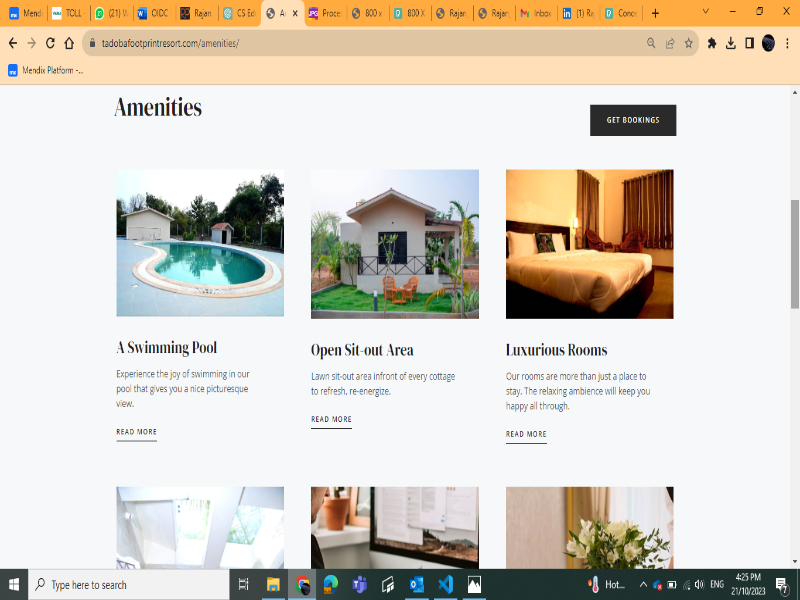 Mendi
TOLL
(21) W
OIDC
Rajan
CS Ed
A
Proce
800 x
800 X
Rajan
Rajan
Inbox
(1) Ra
Conc
tadobafootprintresort.com/amenities/
Mendix Platform -...
Amenities
GET BOOKINGS
A Swimming Pool
Experience the joy of swimming in our
pool that gives you a nice picturesque
view.
READ MORE
Open Sit-out Area
Lawn sit-out area infront of every cottage
to refresh, re-energize.
READ MORE
Luxurious Rooms
Our rooms are more than just a place to
stay. The relaxing ambience will keep you
happy all through.
READ MORE
Type here to search
Hot...
ENG
4:25 PM
21/10/2023
7